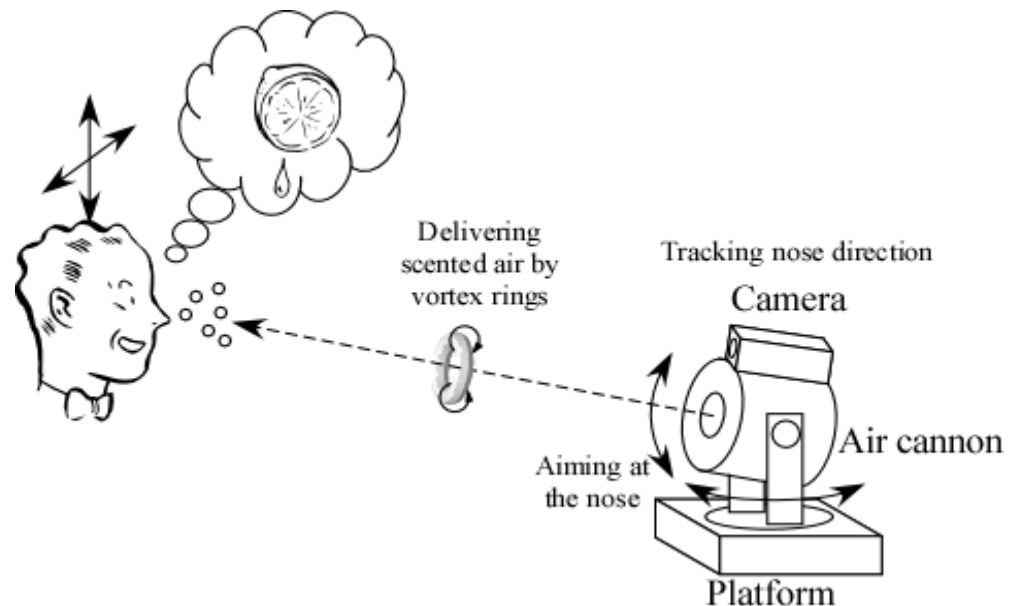 Delivering
scented air by
vortex rings
Tracking nose direction
Camera
Air cannon
Aiming at
the nose
Platform